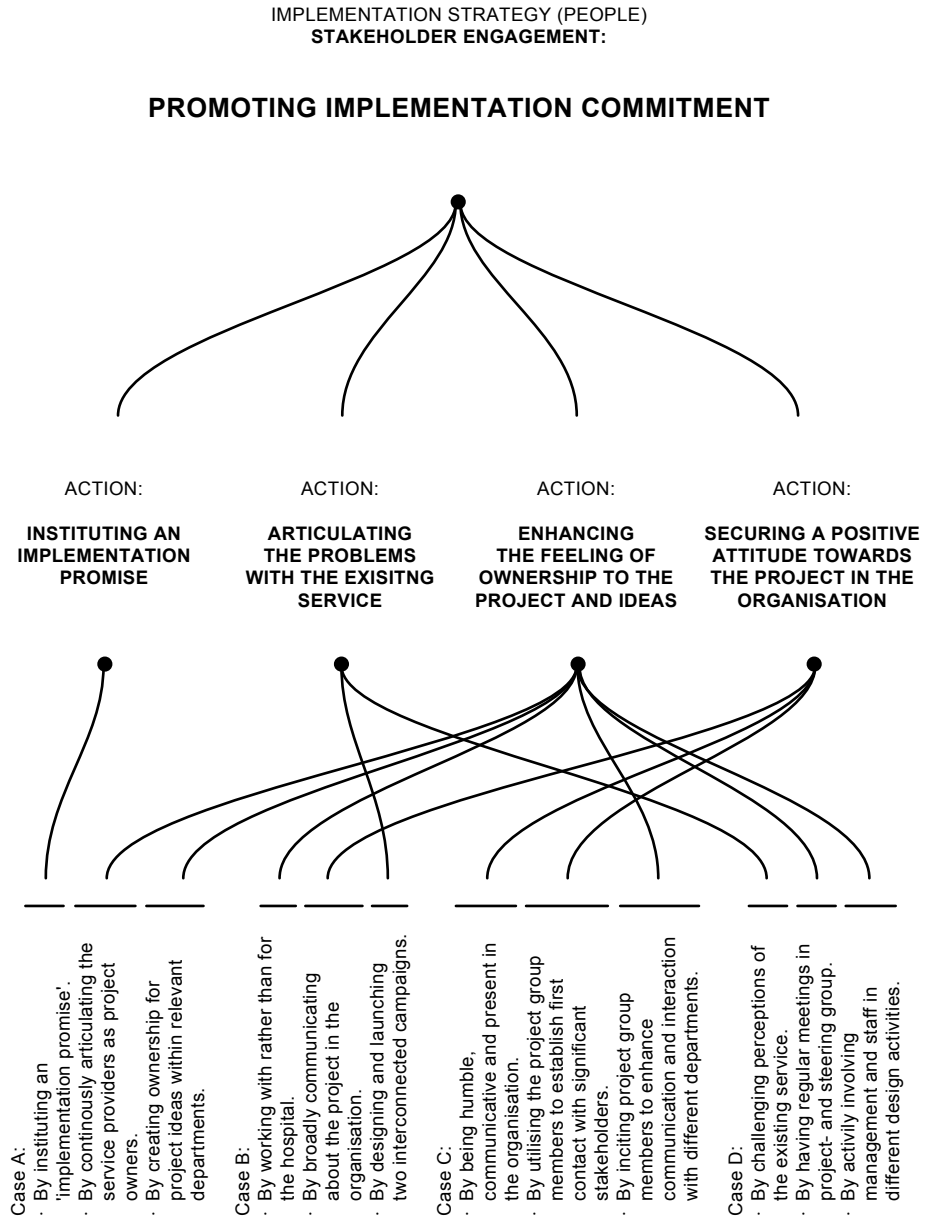 IMPLEMENTATION STRATEGY (PEOPLE)
STAKEHOLDER ENGAGEMENT:
PROMOTING IMPLEMENTATION COMMITMENT
ACTION:
INSTITUTING AN
IMPLEMENTATION
PROMISE
ACTION:
ARTICULATING
THE PROBLEMS
WITH THE EXISITNG
SERVICE
ACTION:
ENHANCING
THE FEELING OF
OWNERSHIP TO THE
PROJECT AND IDEAS
ACTION:
SECURING A POSITIVE
ATTITUDE TOWARDS
THE PROJECT IN THE
ORGANISATION
Case A:
· By instituting an
'implementation promise'.
· By continously articulating the
service providers as project
owners.
· By creating ownership for
project ideas within relevant
departments.
Case B:
· By working with rather than for
the hospital.
· By broadly communicating
about the project in the
organisation.
· By designing and launching
two interconnected campaigns.
Case C:
· By being humble,
communicative and present in
the organisation.
· By utilising the project group
members to establish first
contact with significant
stakeholders.
· By inciting project group
members to enhance
communication and interaction
with different departments.
Case D:
· By challenging perceptions of
the existing service.
· By having regular meetings in
project- and steering group.
· By activity involving
management and staff in
different design activities.